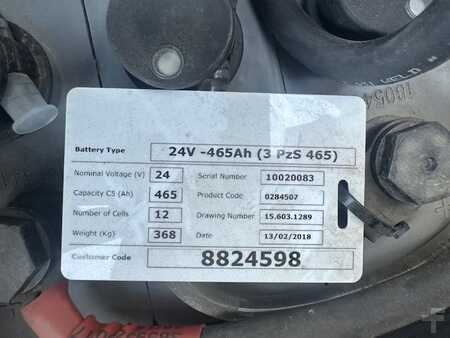 Battery Type 24V -465Ah (3 PzS 465)
Nominal Voltage (V) 24 Serial Number 10020083
Capacity C5 (Ah) 465 Product Code 0284507
Number of Cells 12 Drawing Number 15.603.1289
Weight (Kg) 368 Date 13/02/2018
Customer Code 8824598